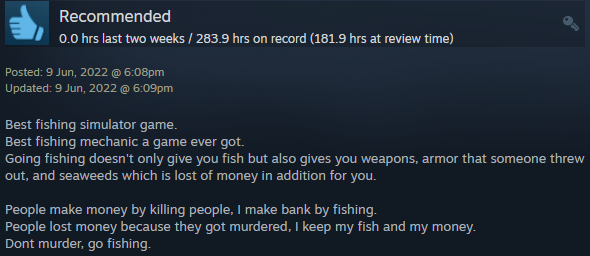 Recommended
0.0 hrs last two weeks / 283.9 hrs on record (181.9 hrs at review time)
Posted: 9 Jun, 2022 @ 6:08pm
Updated: 9 Jun, 2022 @ 6:09pm
Best fishing simulator game.
Best fishing mechanic a game ever got.
Going fishing doesn't only give you fish but also gives you weapons, armor that someone threw
out, and seaweeds which is lost of money in addition for you.
People make money by killing people, I make bank by fishing.
People lost money because they got murdered, I keep my fish and my money.
Dont murder, go fishing.